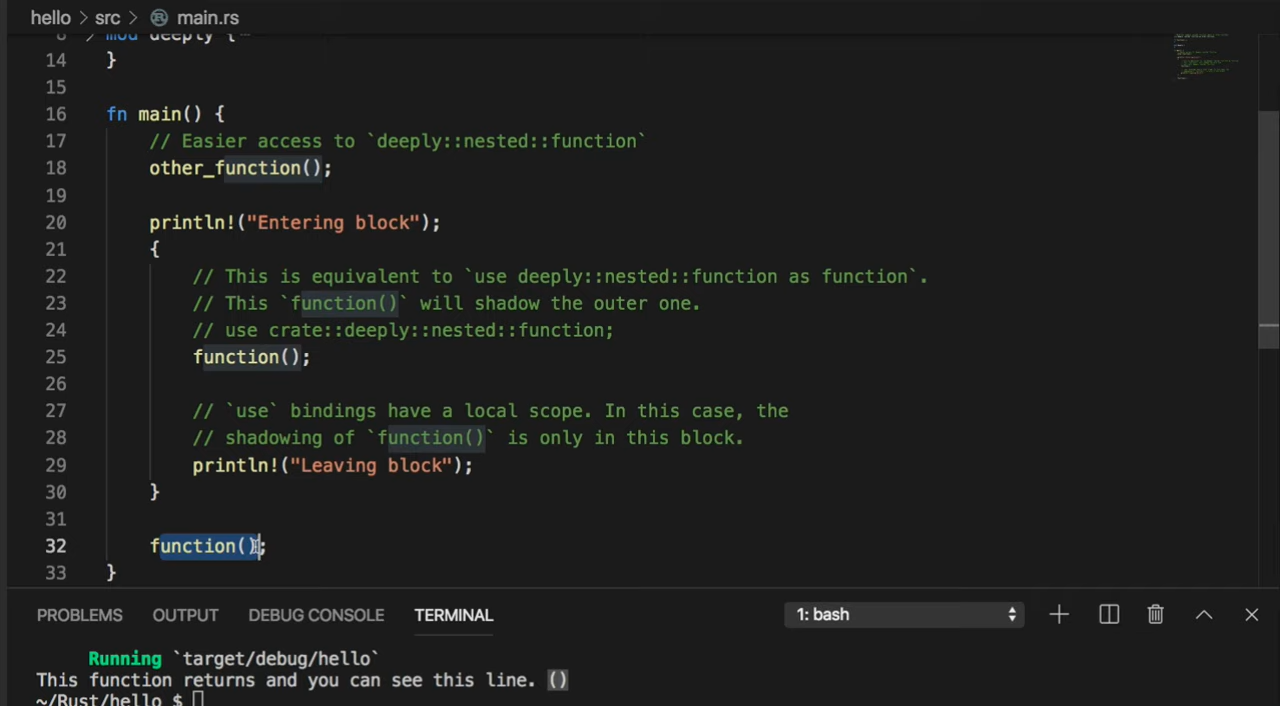 hello > src > main.rs
8 > mod deeply {…
14 }
15
16 fn main() {
17 // Easier access to `deeply::nested::function`
18 other_function();
19
20 println!("Entering block");
21 {
22 // This is equivalent to `use deeply::nested::function as function`.
23 // This `function()` will shadow the outer one.
24 // use crate::deeply::nested::function;
25 function();
26
27 // `use` bindings have a local scope. In this case, the
28 // shadowing of `function()` is only in this block.
29 println!("Leaving block");
30 }
31
32 function();
33 }
PROBLEMS OUTPUT DEBUG CONSOLE TERMINAL 1: bash
Running `target/debug/hello`
This function returns and you can see this line. ()
~/Rust/hello $